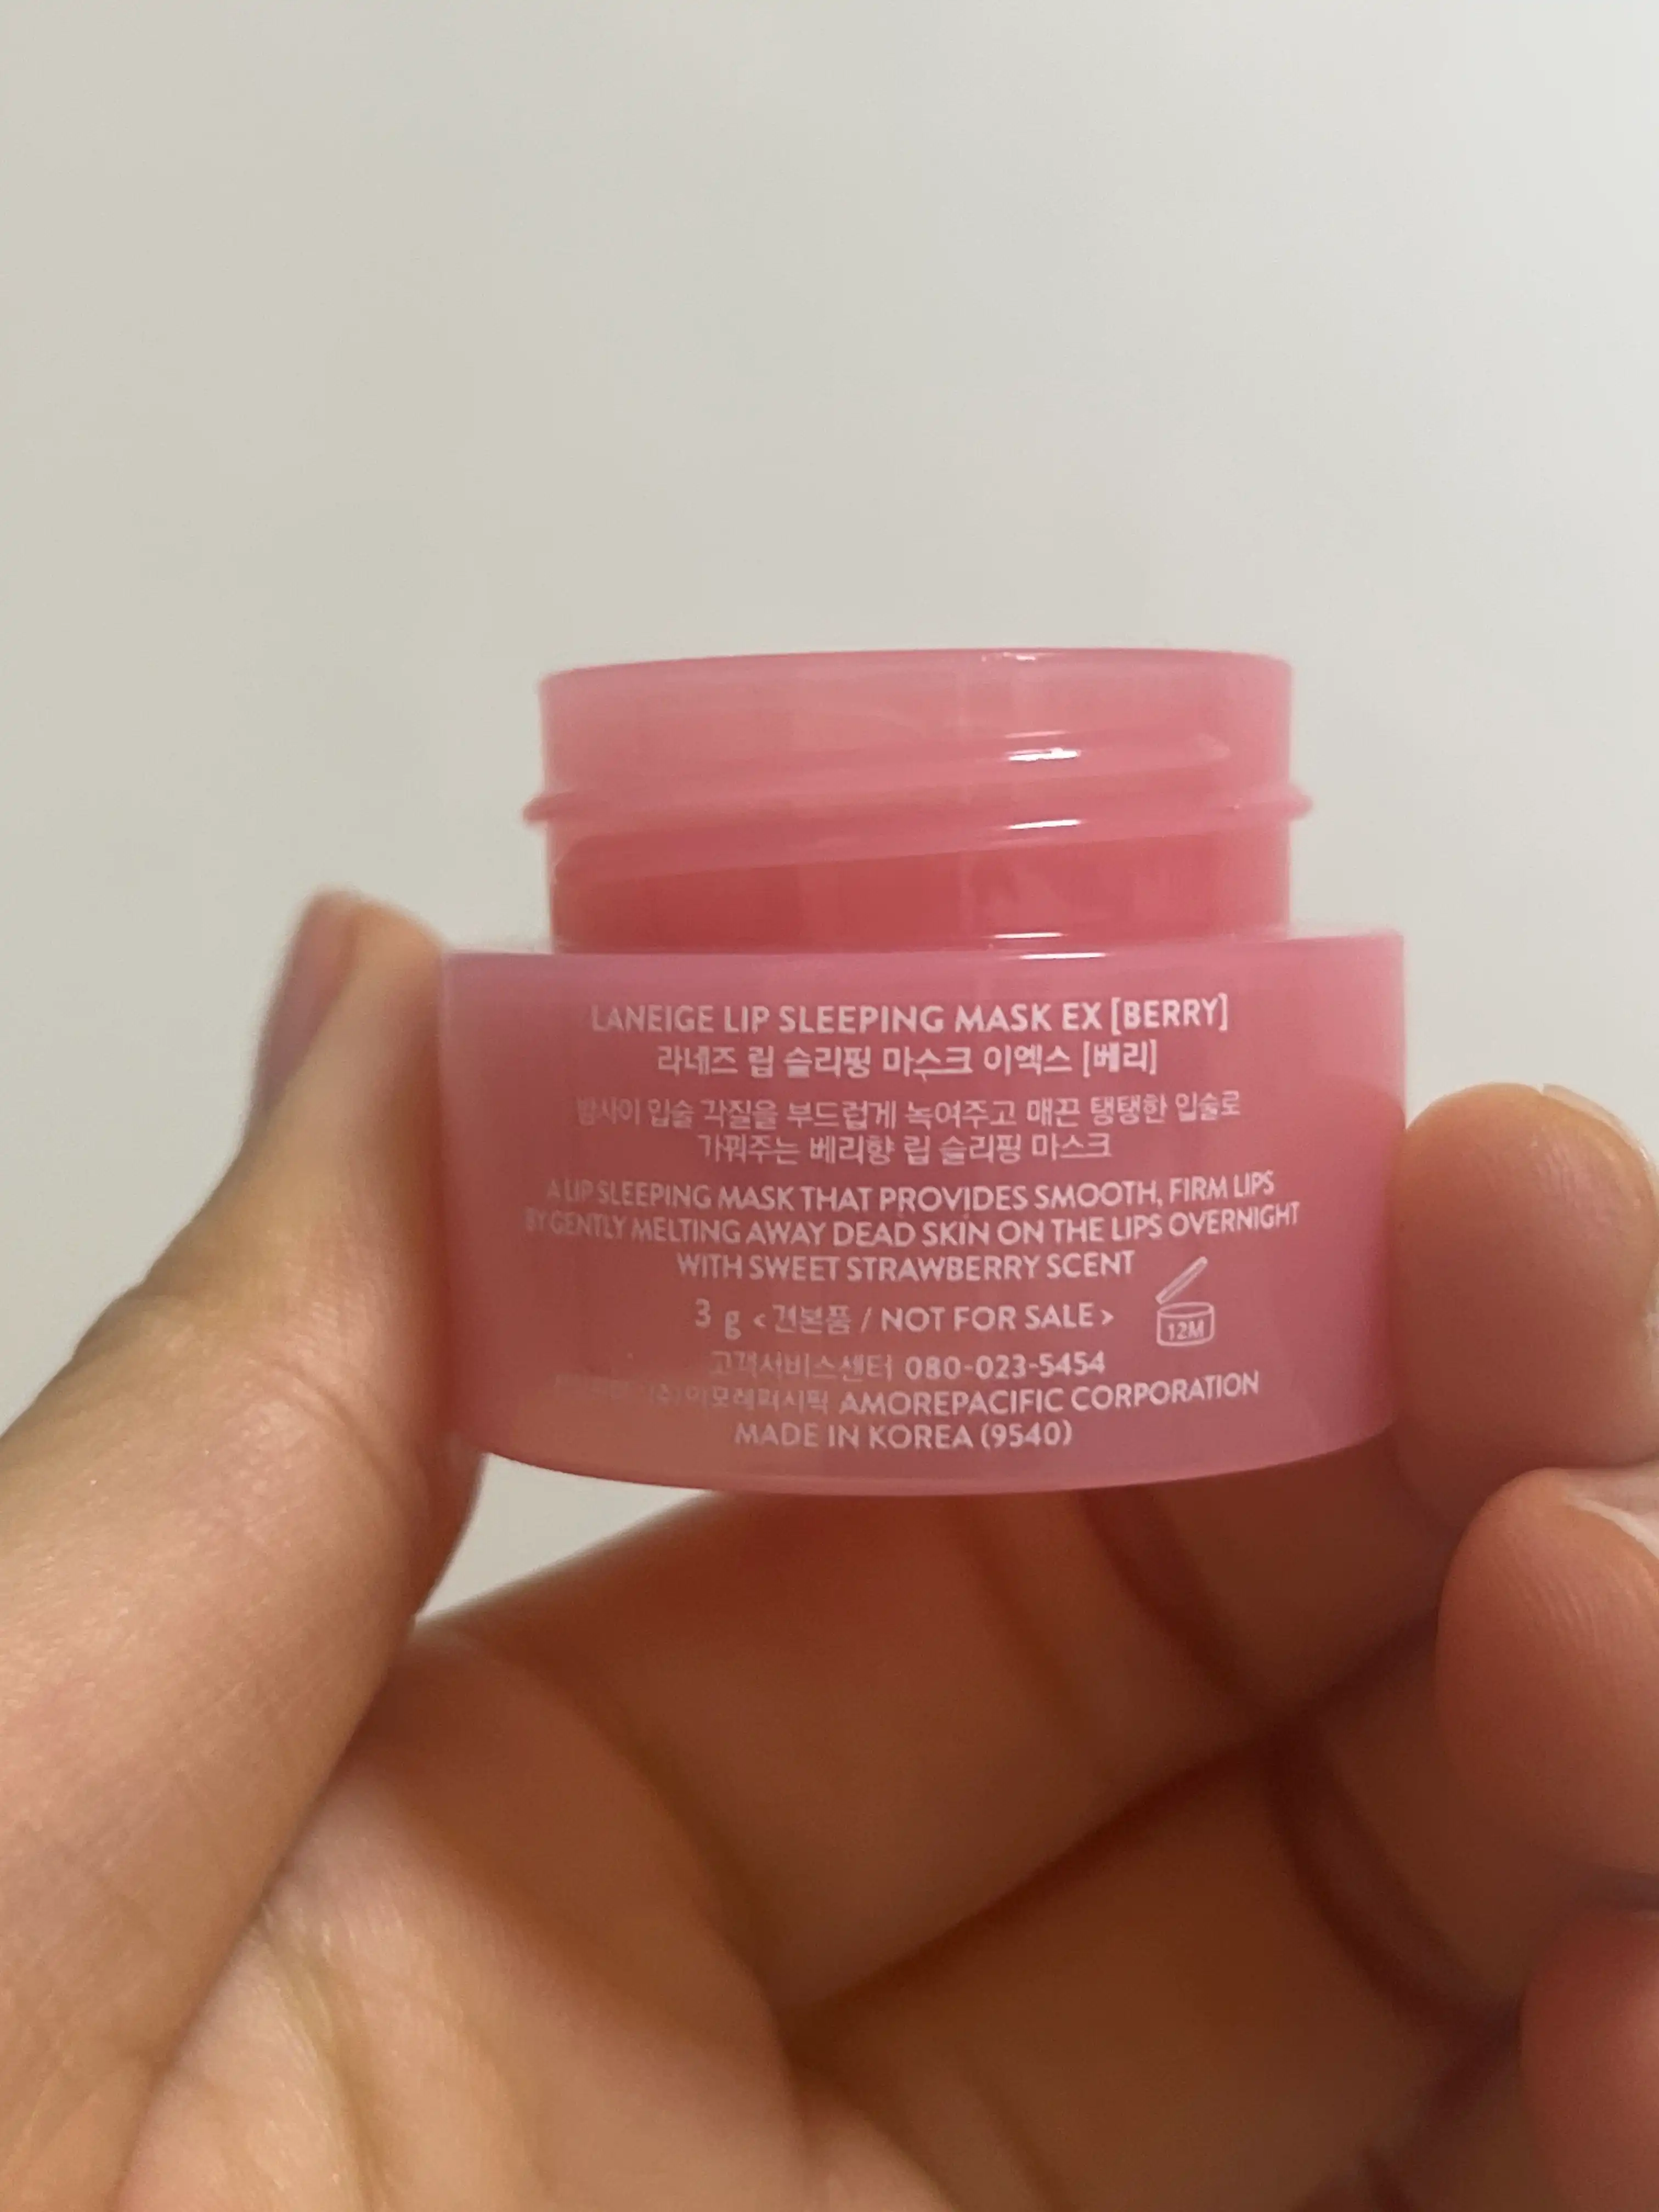 LANEIGE LIP SLEEPING MASK EX [BERRY]
라네즈 립 슬리핑 마스크 이엑스 [베리]
밤사이 입술 각질을 부드럽게 녹여주고 매끈 탱탱한 입술로
가꿔주는 베리향 립 슬리핑 마스크
A LIP SLEEPING MASK THAT PROVIDES SMOOTH, FIRM LIPS
BY GENTLY MELTING AWAY DEAD SKIN ON THE LIPS OVERNIGHT
WITH SWEET STRAWBERRY SCENT
3 g <견본품 / NOT FOR SALE>
12M
고객서비스센터 080-023-5454
(주)아모레퍼시픽 AMOREPACIFIC CORPORATION
MADE IN KOREA (9540)